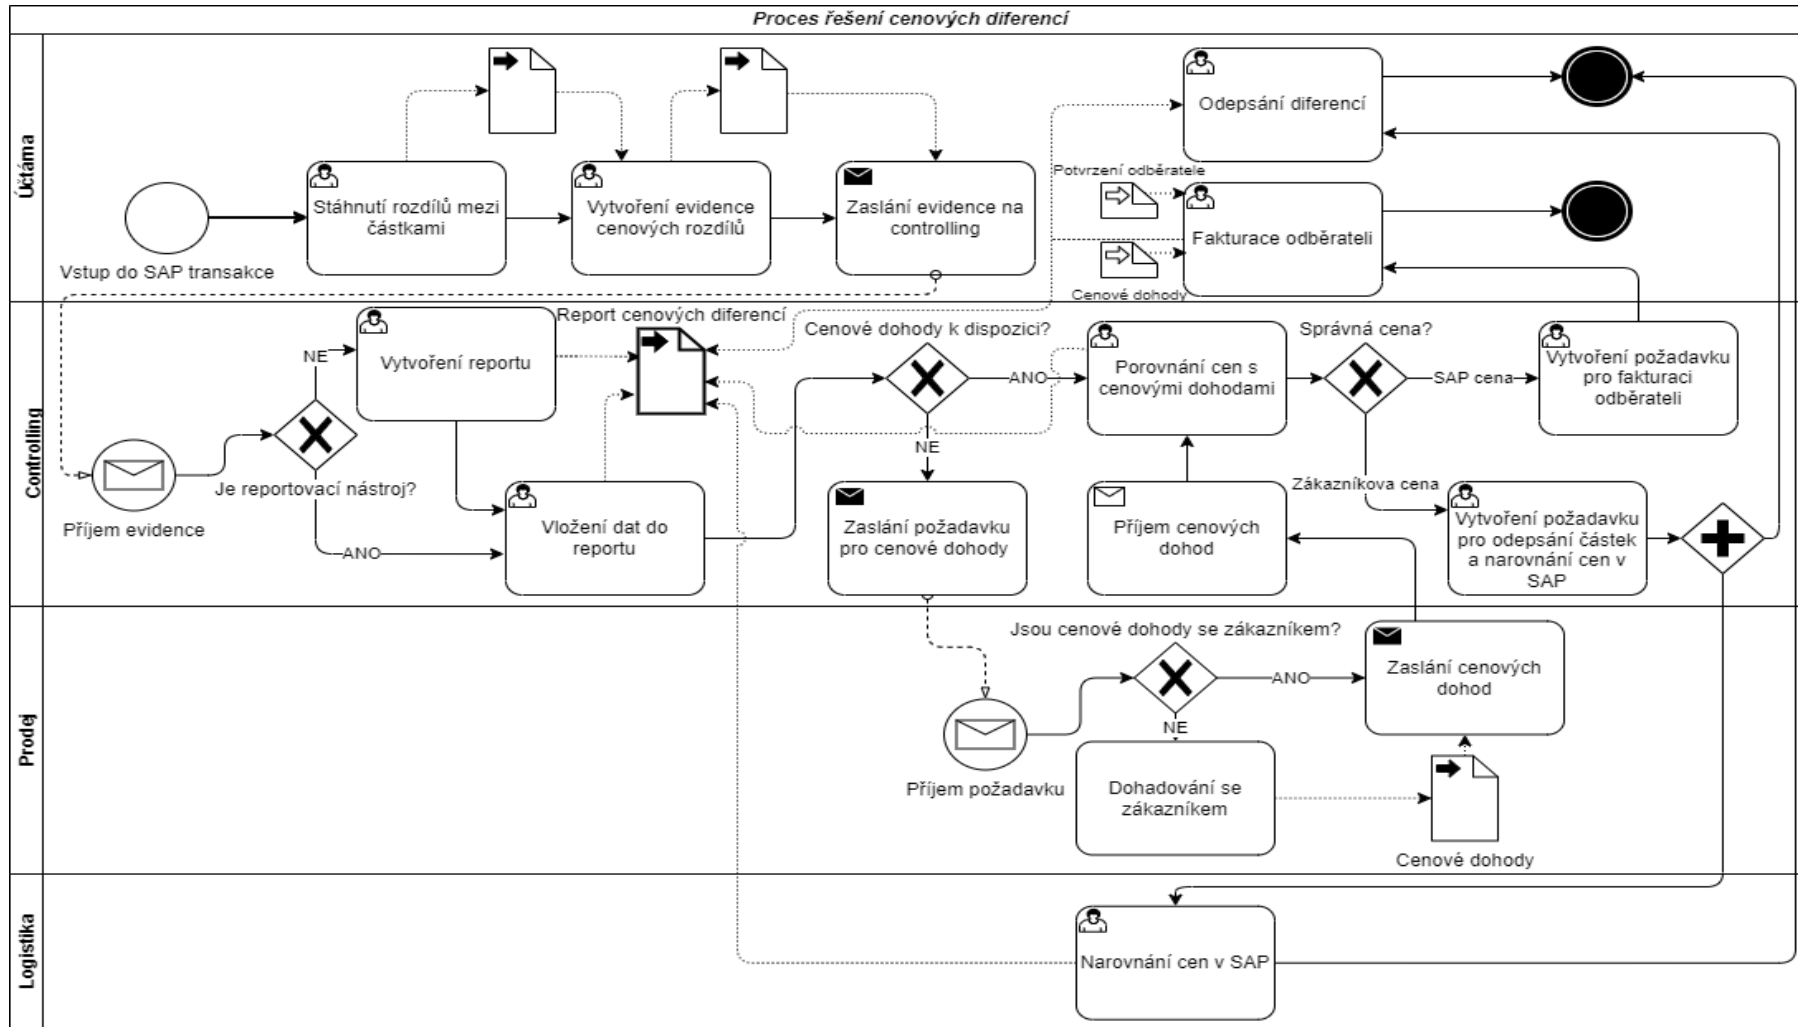 Proces řešení cenových diferencí
Účtáma
Vstup do SAP transakce
Stáhnutí rozdílů mezi
částkami
Vytvoření evidence
cenových rozdílů
Zaslání evidence na
controlling
Odepsání diferencí
Potvrzení odběratele
Fakturace odběrateli
Cenové dohody
Controlling
Příjem evidence
Je reportovací nástroj?
NE
ANO
Vytvoření reportu
Report cenových diferencí
Vložení dat do
reportu
Cenové dohody k dispozici?
ANO
NE
Zaslání požadavku
pro cenové dohody
Porovnání cen s
cenovými dohodami
Příjem cenových
dohod
Správná cena?
SAP cena
Zákazníkova cena
Vytvoření požadavku
pro fakturaci
odběrateli
Vytvoření požadavku
pro odepsání částek
a narovnání cen v
SAP
Prodej
Příjem požadavku
Jsou cenové dohody se zákazníkem?
ANO
NE
Zaslání cenových
dohod
Dohadování se
zákazníkem
Cenové dohody
Logistika
Narovnání cen v SAP